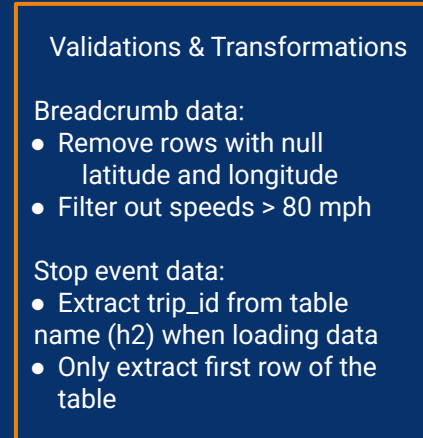 Validations & Transformations
Breadcrumb data:
● Remove rows with null
latitude and longitude
● Filter out speeds > 80 mph
Stop event data:
● Extract trip_id from table
name (h2) when loading data
● Only extract first row of the
table